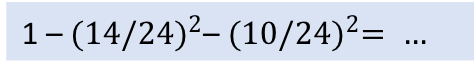 1 – (14/24)²– (10/24)²= ...